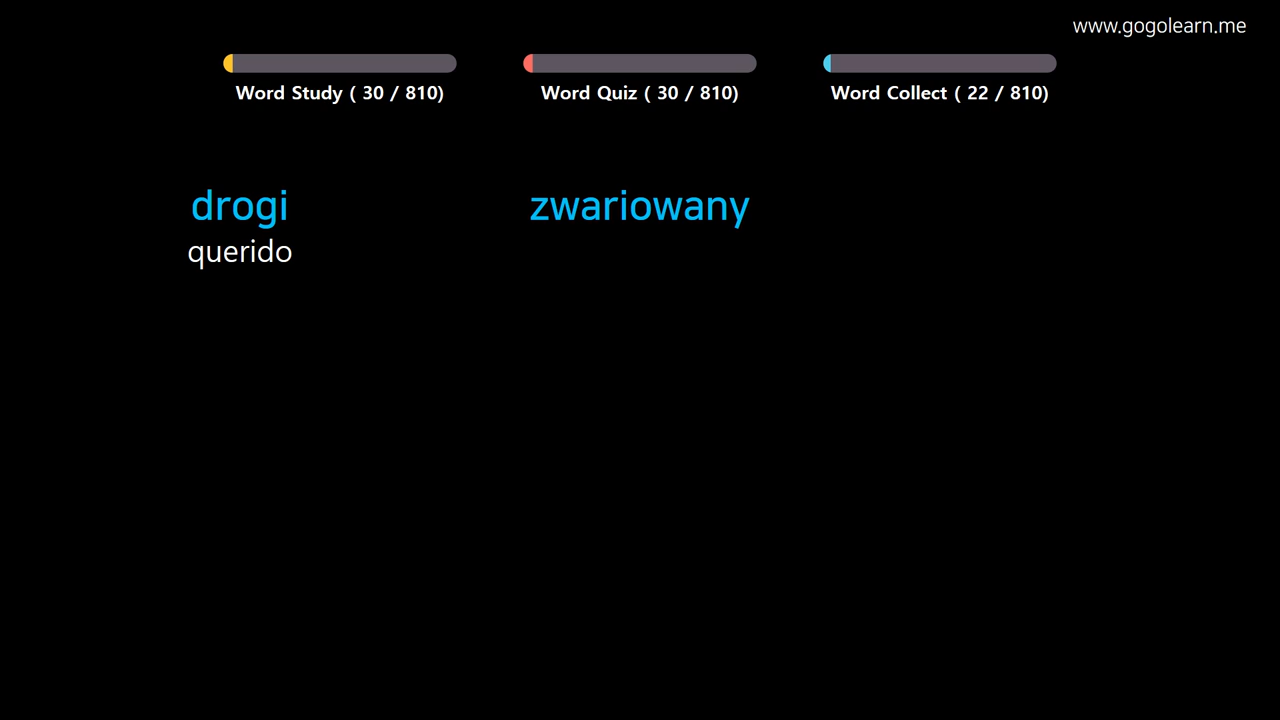 www.gogolearn.me
Word Study ( 30 / 810)
Word Quiz ( 30 / 810)
Word Collect ( 22 / 810)
drogi
zwariowany
querido